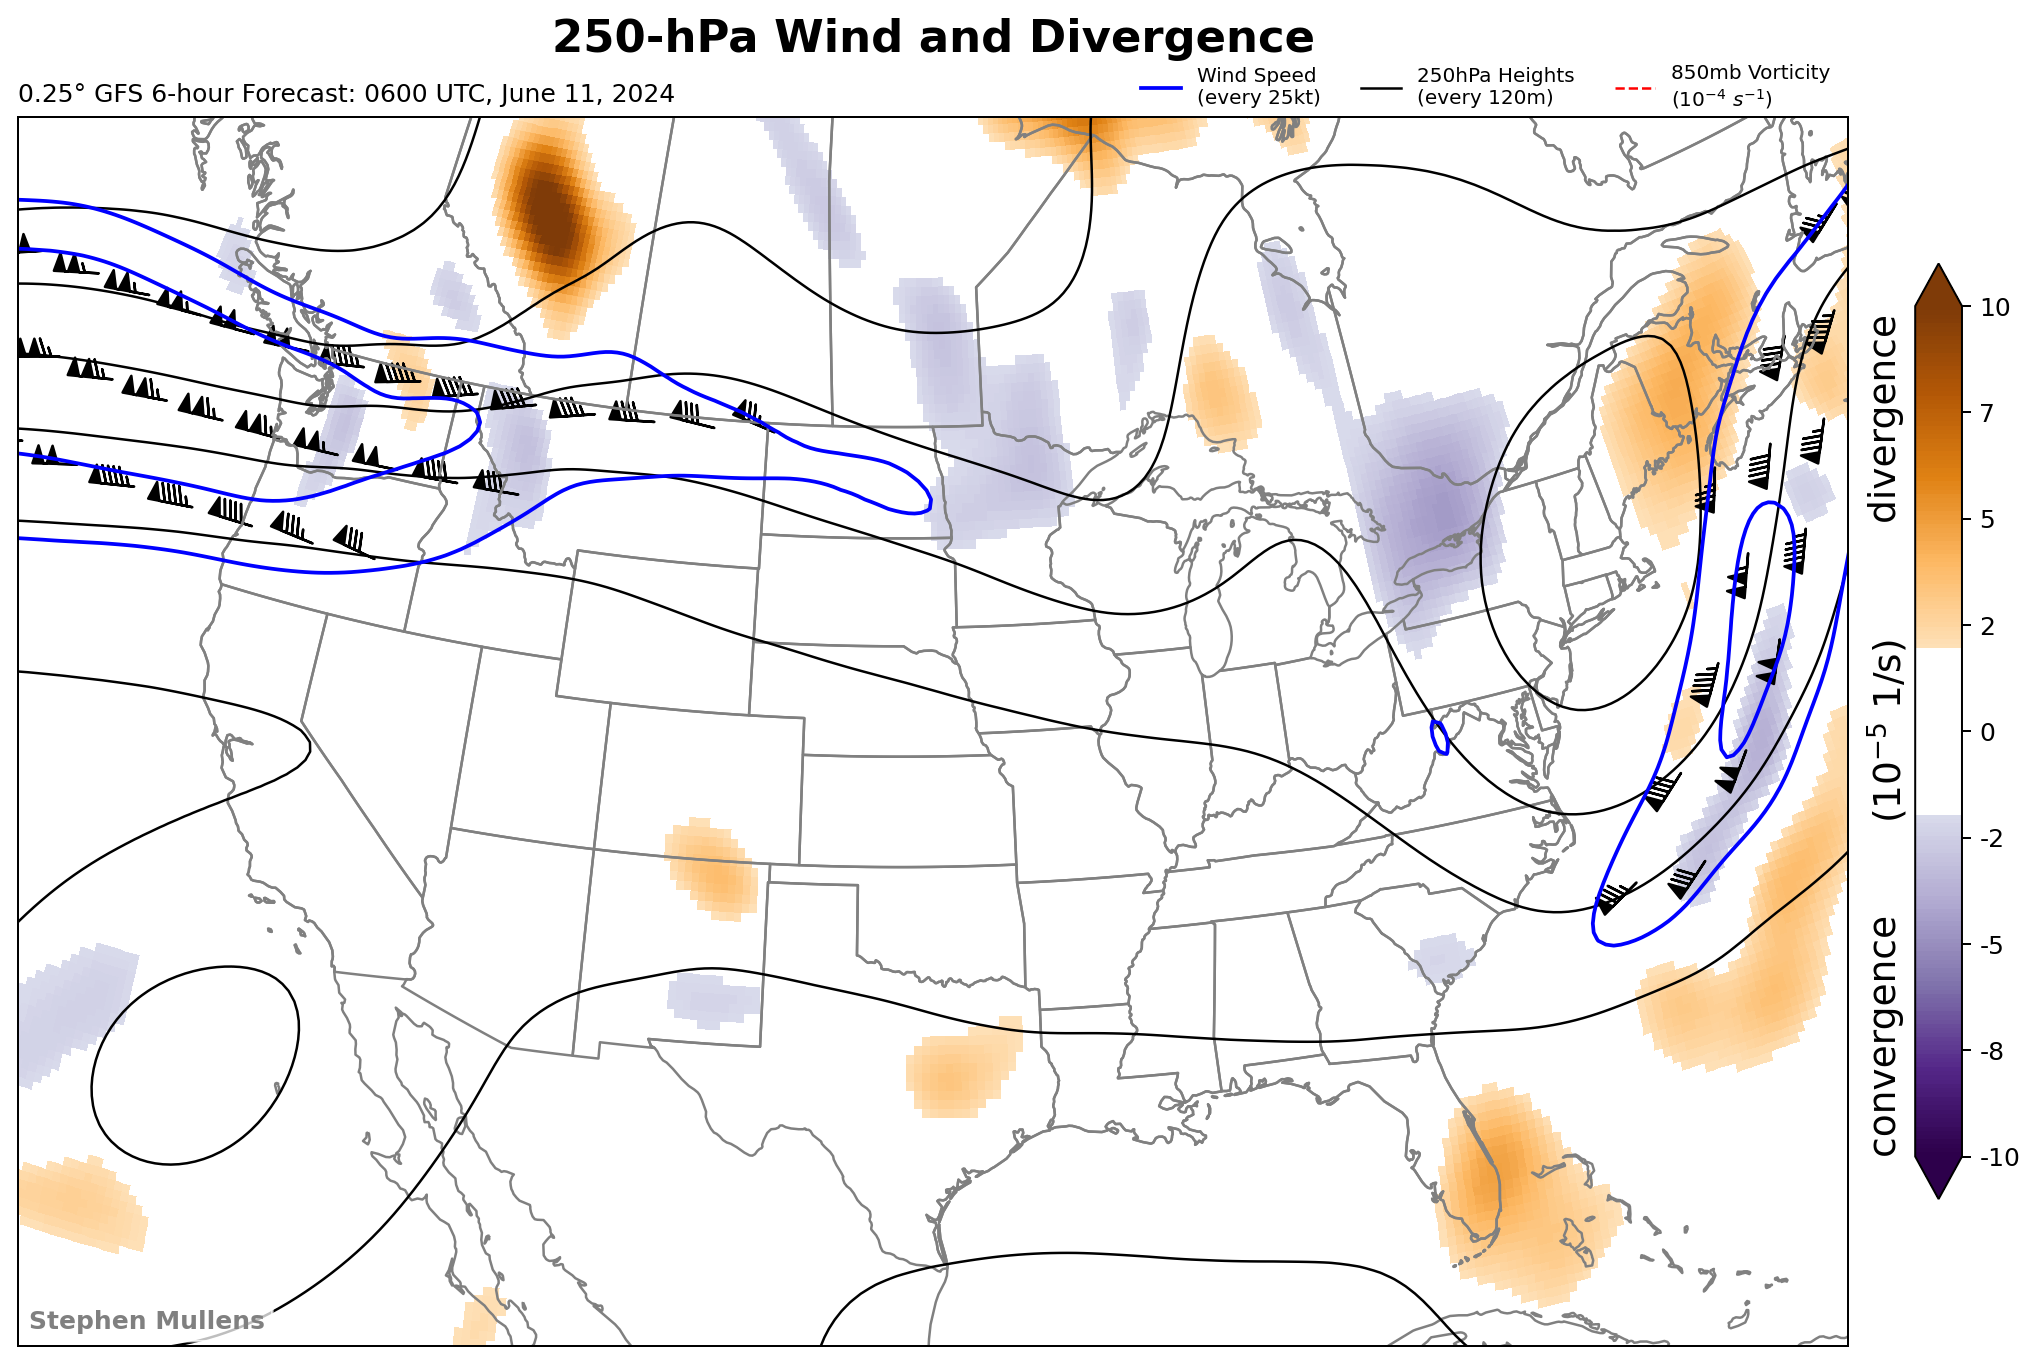 250-hPa Wind and Divergence
0.25° GFS 6-hour Forecast: 0600 UTC, June 11, 2024
Wind Speed
(every 25kt)
250hPa Heights
(every 120m)
850mb Vorticity
(10⁻⁴ s⁻¹)
10
7
5
2
0
-2
-5
-8
-10
convergence (10⁻⁵ 1/s) divergence
Stephen Mullens